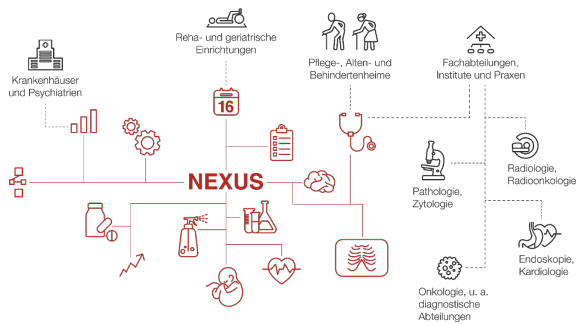 Reha- und geriatrische
Einrichtungen
Pflege-, Alten- und
Behindertenheime
Fachabteilungen,
Institute und Praxen
Krankenhäuser
und Psychiatrien
16
NEXUS
Radiologie,
Radioonkologie
Pathologie,
Zytologie
Endoskopie,
Kardiologie
Onkologie, u. a.
diagnostische
Abteilungen